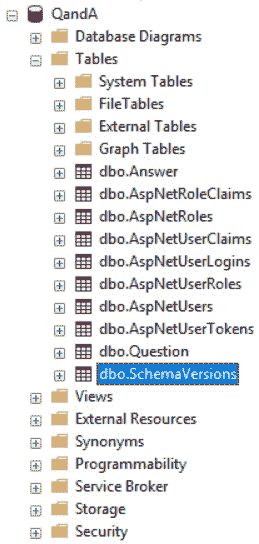 QandA
Database Diagrams
Tables
System Tables
FileTables
External Tables
Graph Tables
dbo.Answer
dbo.AspNetRoleClaims
dbo.AspNetRoles
dbo.AspNetUserClaims
dbo.AspNetUserLogins
dbo.AspNetUserRoles
dbo.AspNetUsers
dbo.AspNetUserTokens
dbo.Question
dbo.SchemaVersions
Views
External Resources
Synonyms
Programmability
Service Broker
Storage
Security